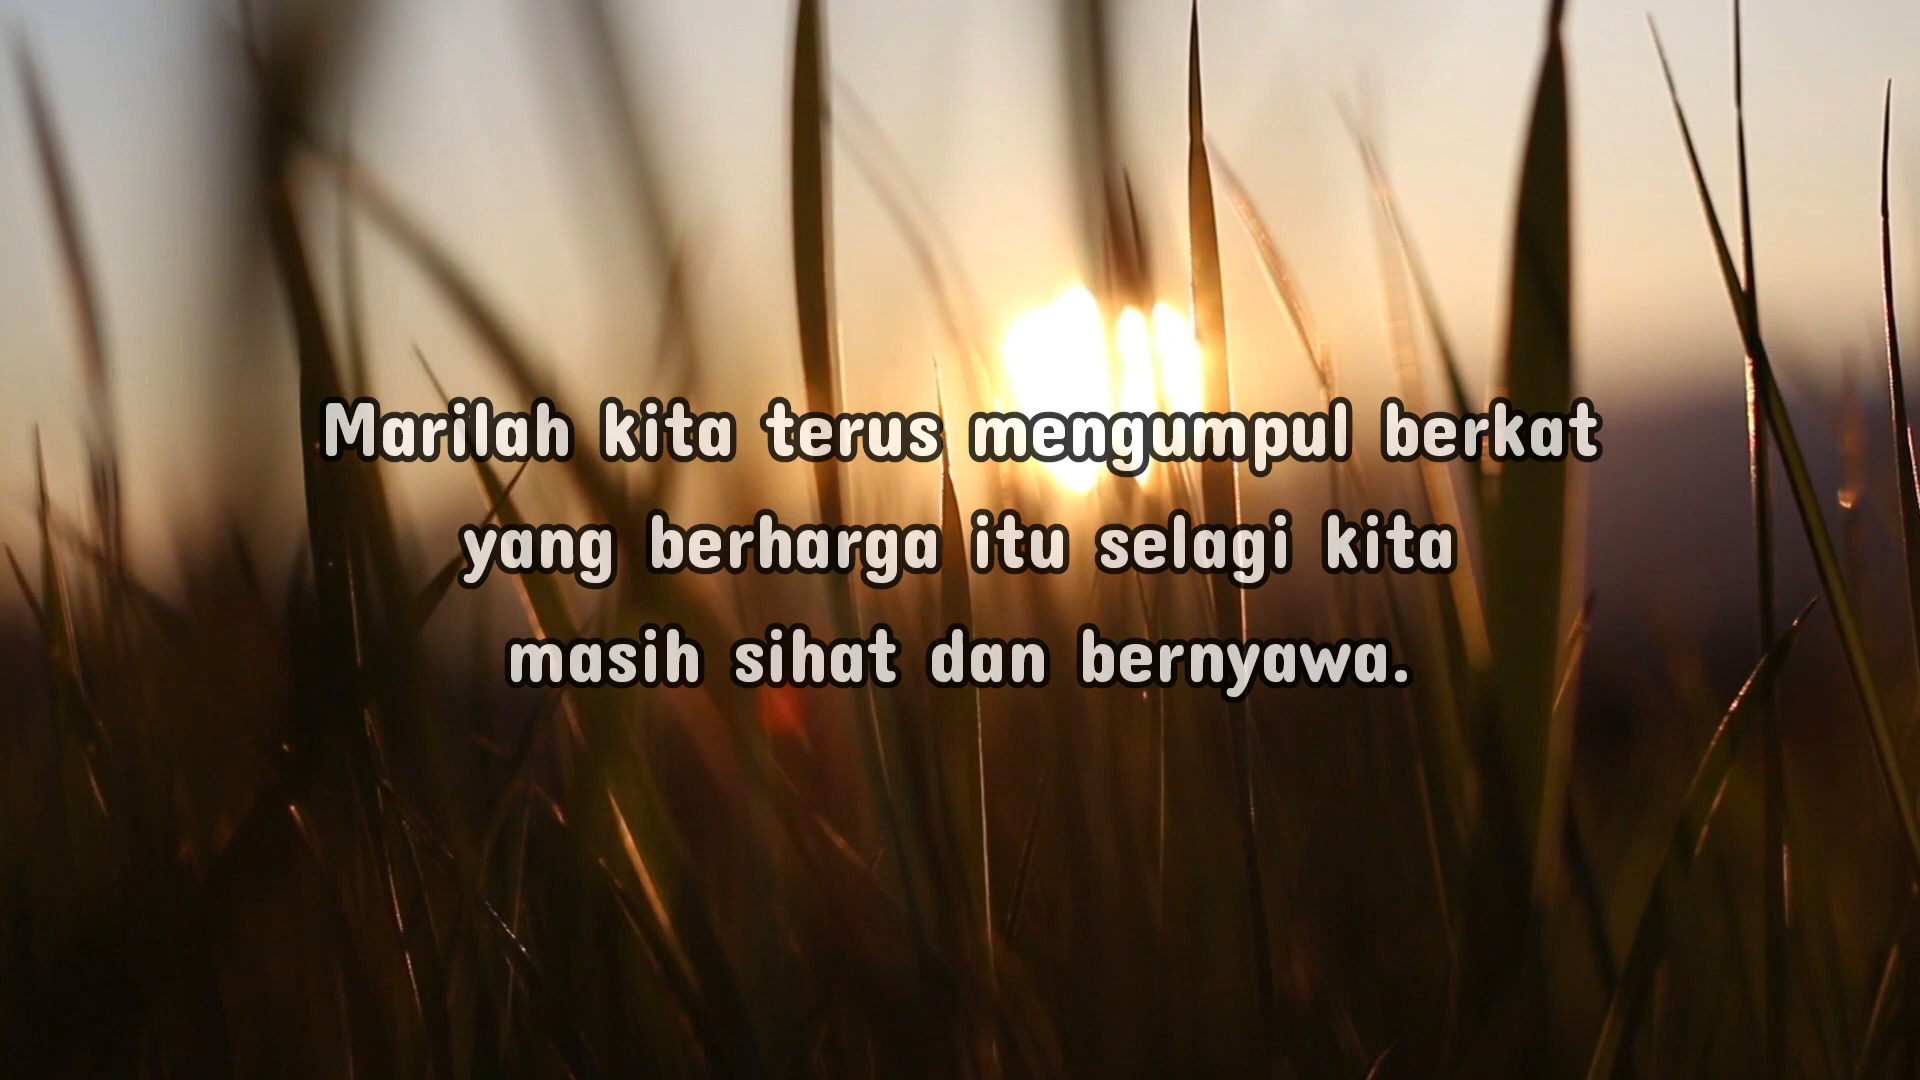 Marilah kita terus mengumpul berkat
yang berharga itu selagi kita
masih sihat dan bernyawa.